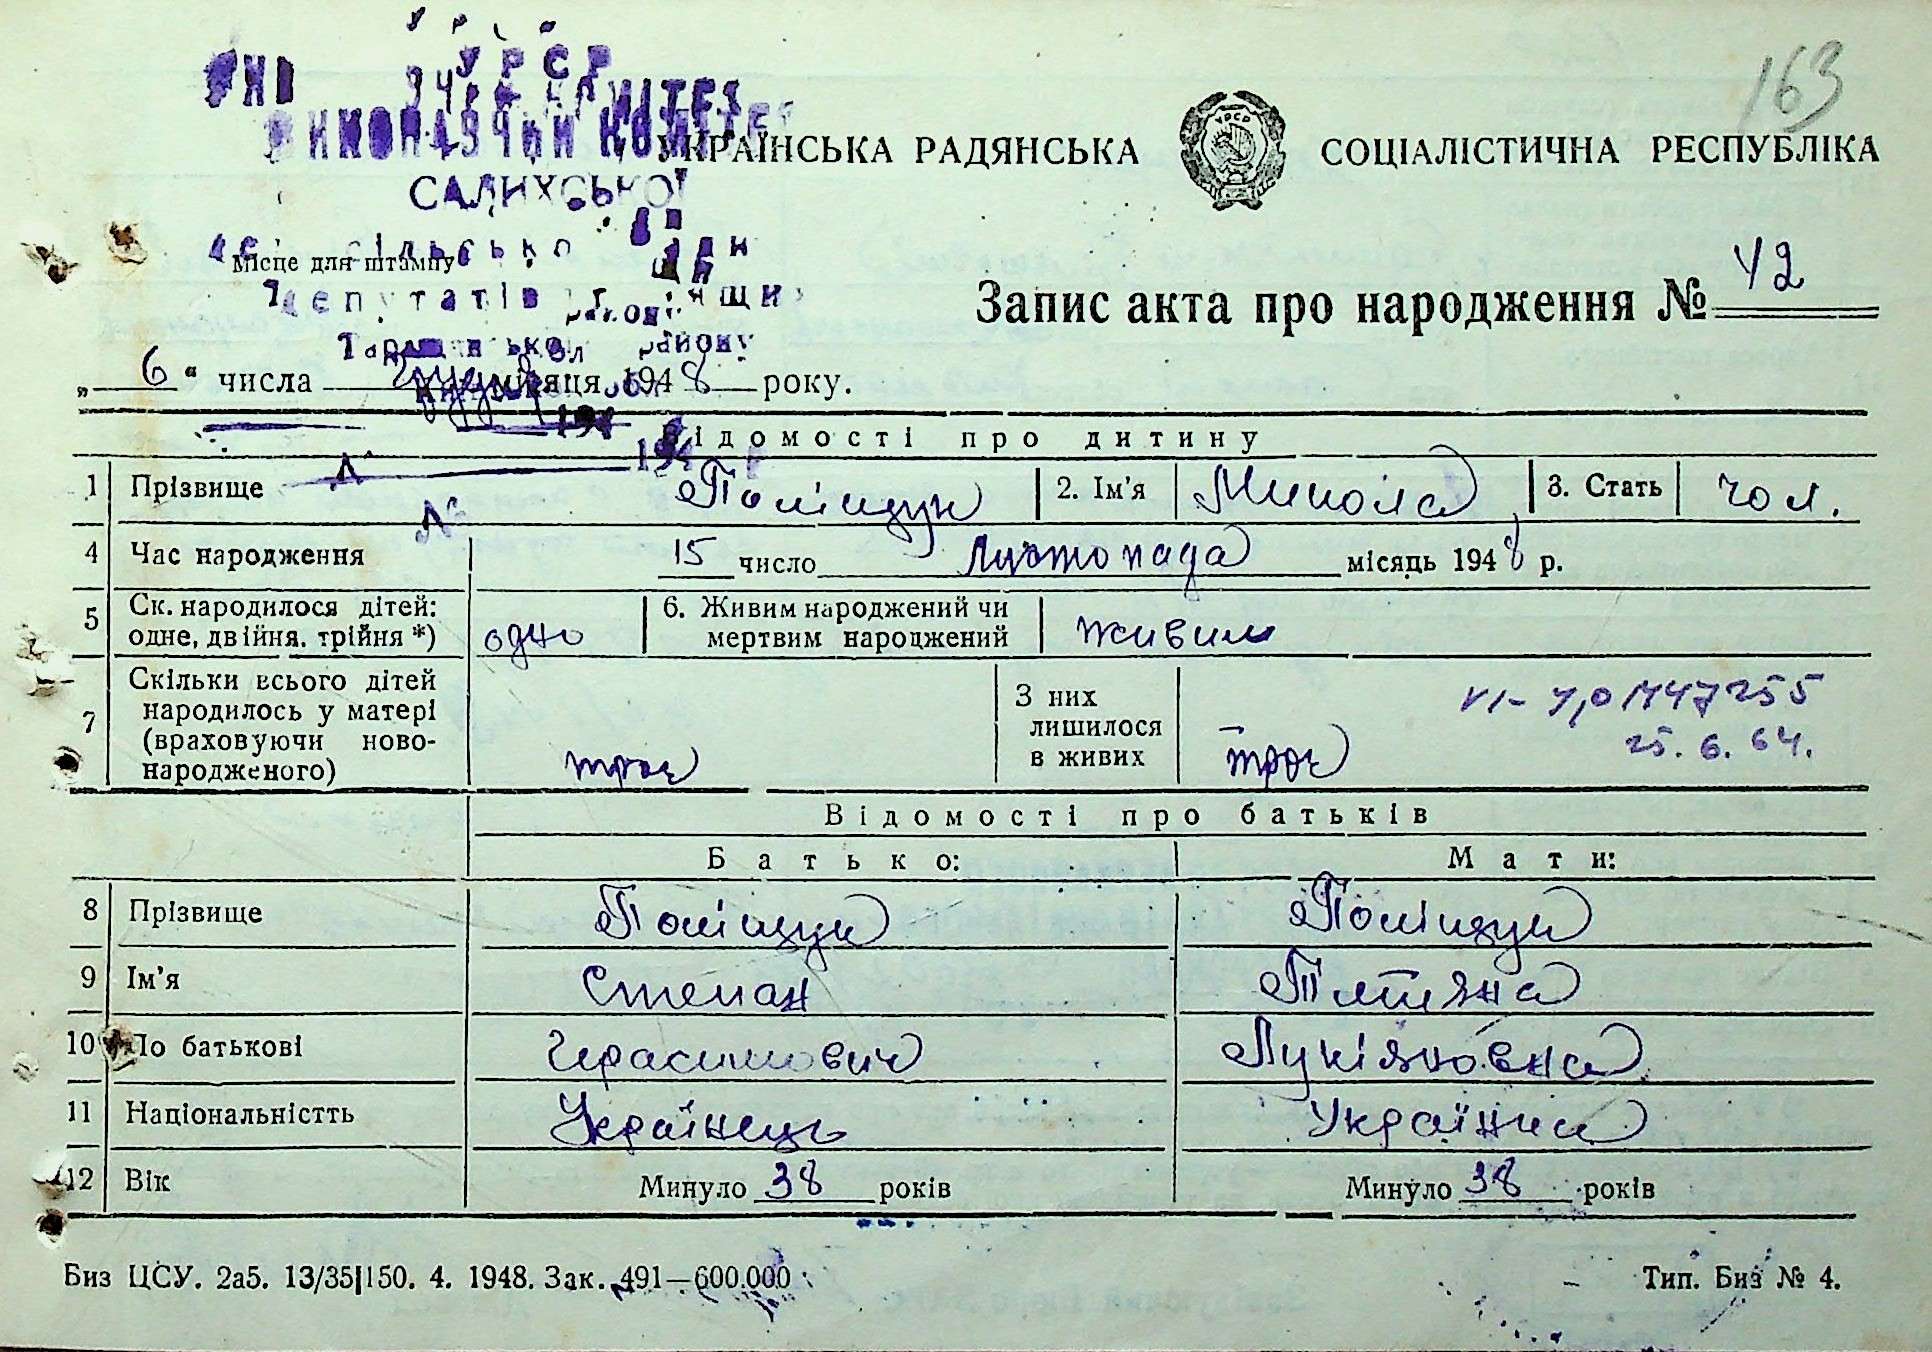 163
УРСР
ВИКОНАВЧИЙ КОМІТЕТ
САЛИХСЬКОЇ
УКРАЇНСЬКА РАДЯНСЬКА СОЦІАЛІСТИЧНА РЕСПУБЛІКА
Місце для штампу
депутатів
району
Запис акта про народження № 42
„ 6 “ числа грудня місяця 1948 року.
Відомості про дитину
1 Прізвище Поліщук 2. Ім'я Микола 3. Стать чол.
4 Час народження 15 число листопада місяць 1948 р.
5 Ск. народилося дітей: одне, двійня, трійня *) одно 6. Живим народжений чи мертвим народжений живим
7 Скільки всього дітей народилось у матері (враховуючи новонародженого) троє З них лишилося в живих троє
25.6.64.
Відомості про батьків
Батько: Мати:
8 Прізвище Поліщук Поліщук
9 Ім'я Степан Тетяна
10 По батькові Герасимович Лукіяновна
11 Національністть Українець Українка
12 Вік Минуло 38 років Минуло 38 років
Биз ЦСУ. 2а5. 13/35|150. 4. 1948. Зак. 491—600.000 Тип. Биз № 4.